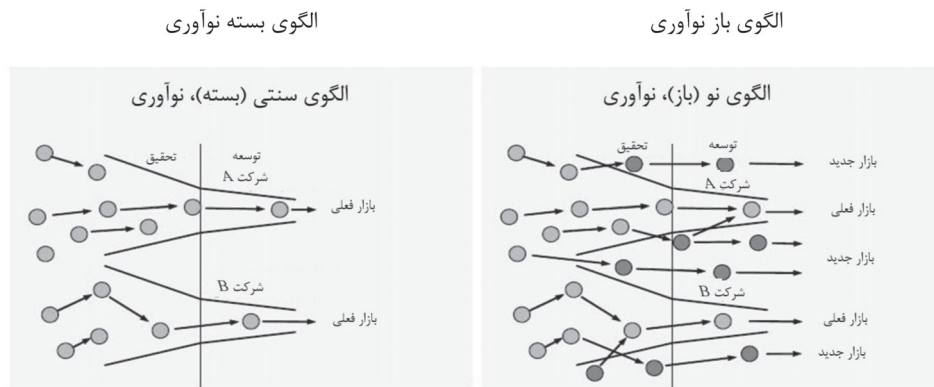 الگوی باز نوآوری
الگوی بسته نوآوری
الگوی نو (باز)، نوآوری
تحقیق
توسعه
شرکت A
بازار جدید
بازار فعلی
بازار جدید
شرکت B
بازار فعلی
بازار جدید
الگوی سنتی (بسته)، نوآوری
تحقیق
توسعه
شرکت A
بازار فعلی
شرکت B
بازار فعلی